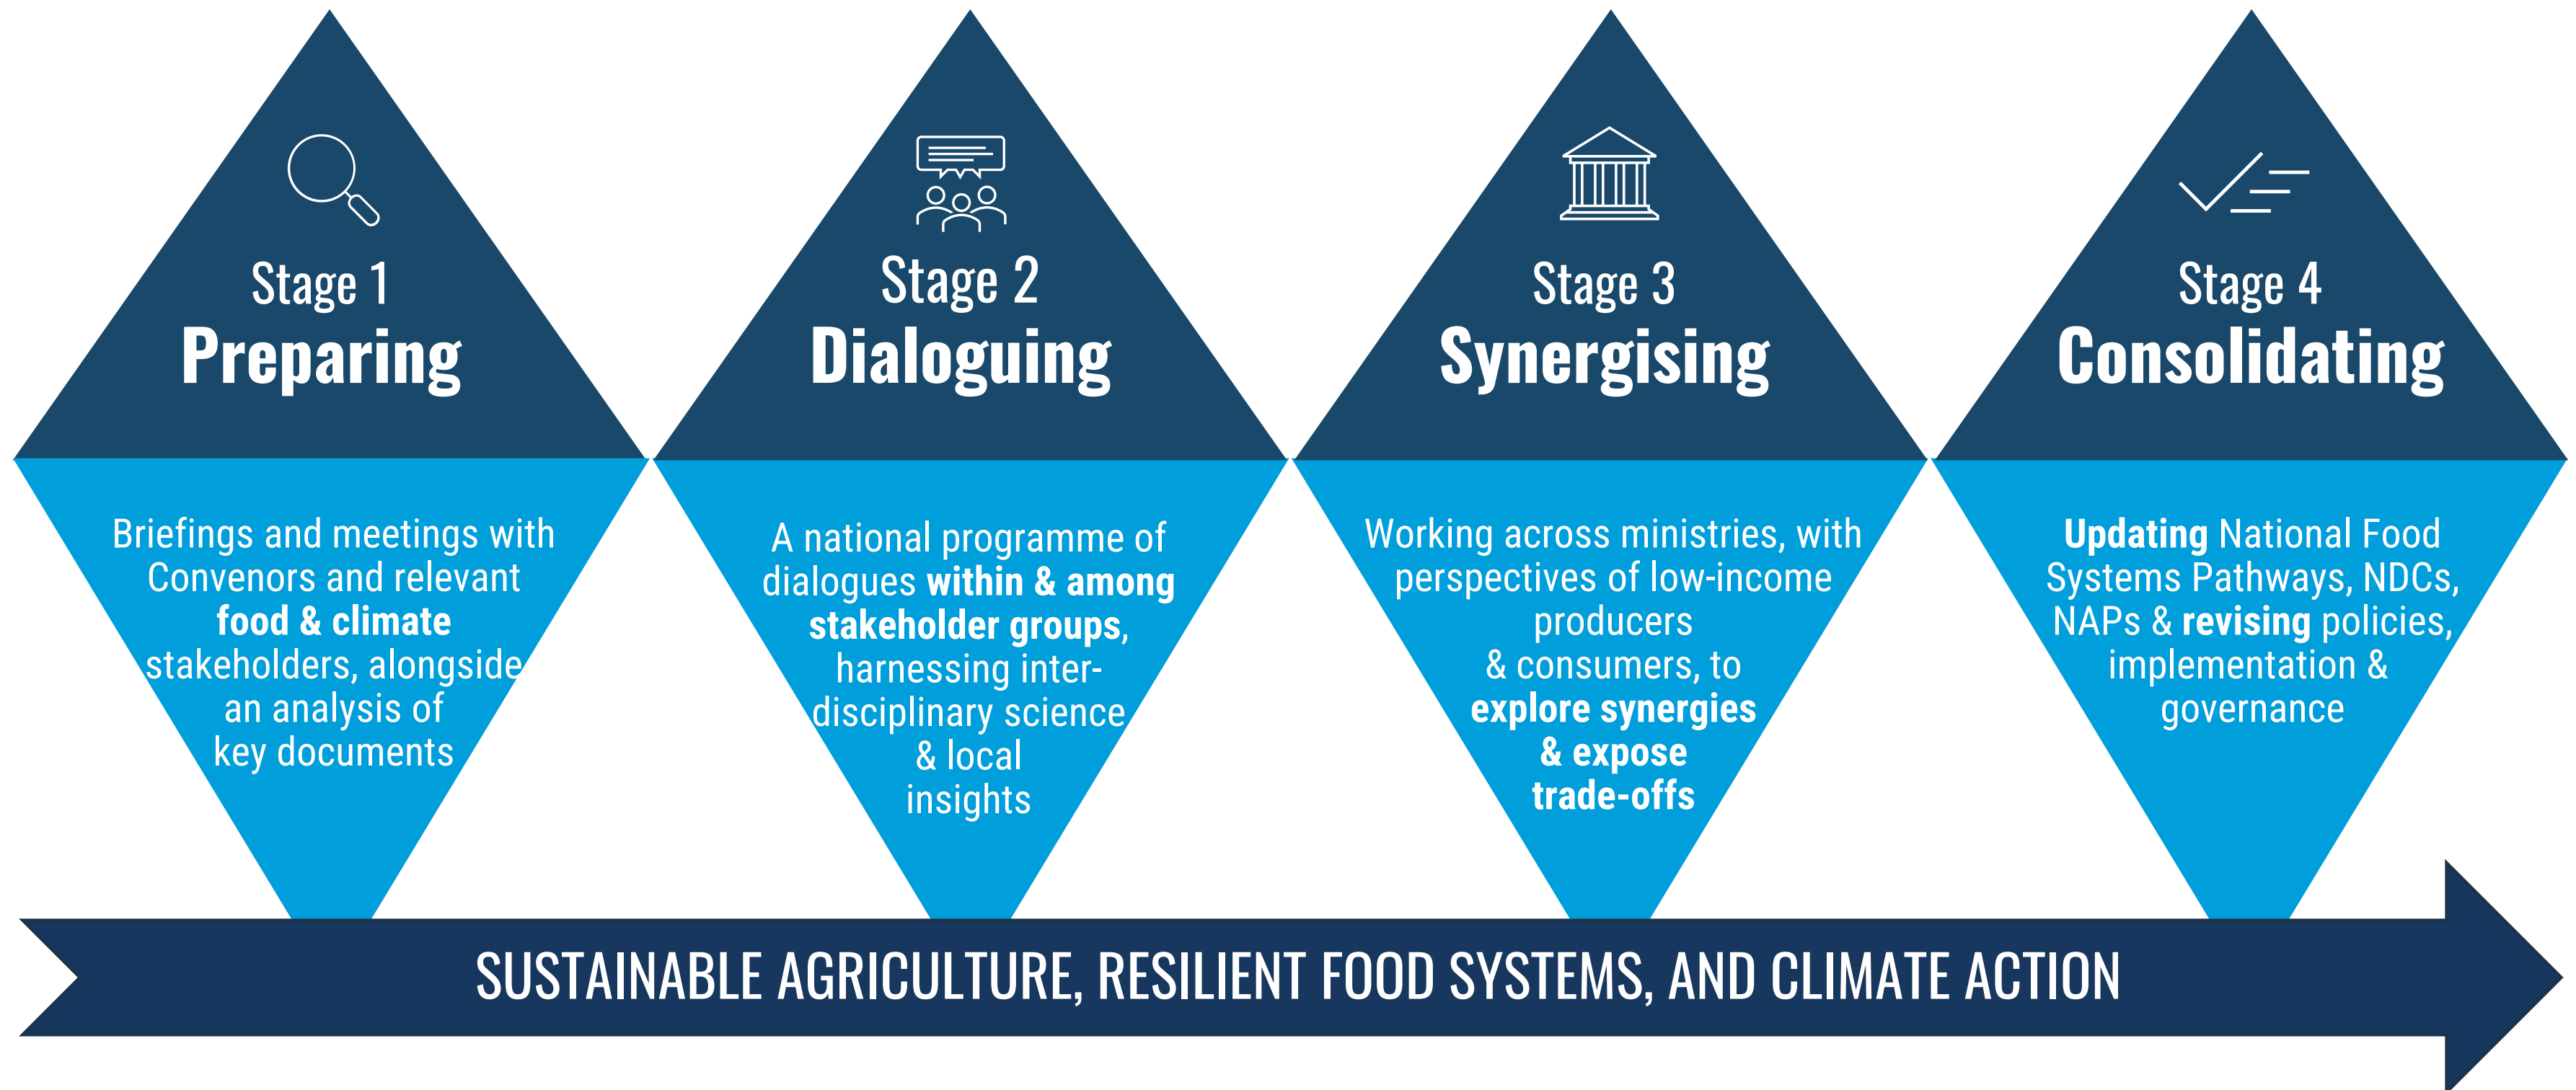 Stage 1
Preparing
Briefings and meetings with
Convenors and relevant
food & climate
stakeholders, alongside
an analysis of
key documents
Stage 2
Dialoguing
A national programme of
dialogues within & among
stakeholder groups,
harnessing inter-
disciplinary science
& local
insights
Stage 3
Synergising
Working across ministries, with
perspectives of low-income
producers
& consumers, to
explore synergies
& expose
trade-offs
Stage 4
Consolidating
Updating National Food
Systems Pathways, NDCs,
NAPs & revising policies,
implementation &
governance
SUSTAINABLE AGRICULTURE, RESILIENT FOOD SYSTEMS, AND CLIMATE ACTION